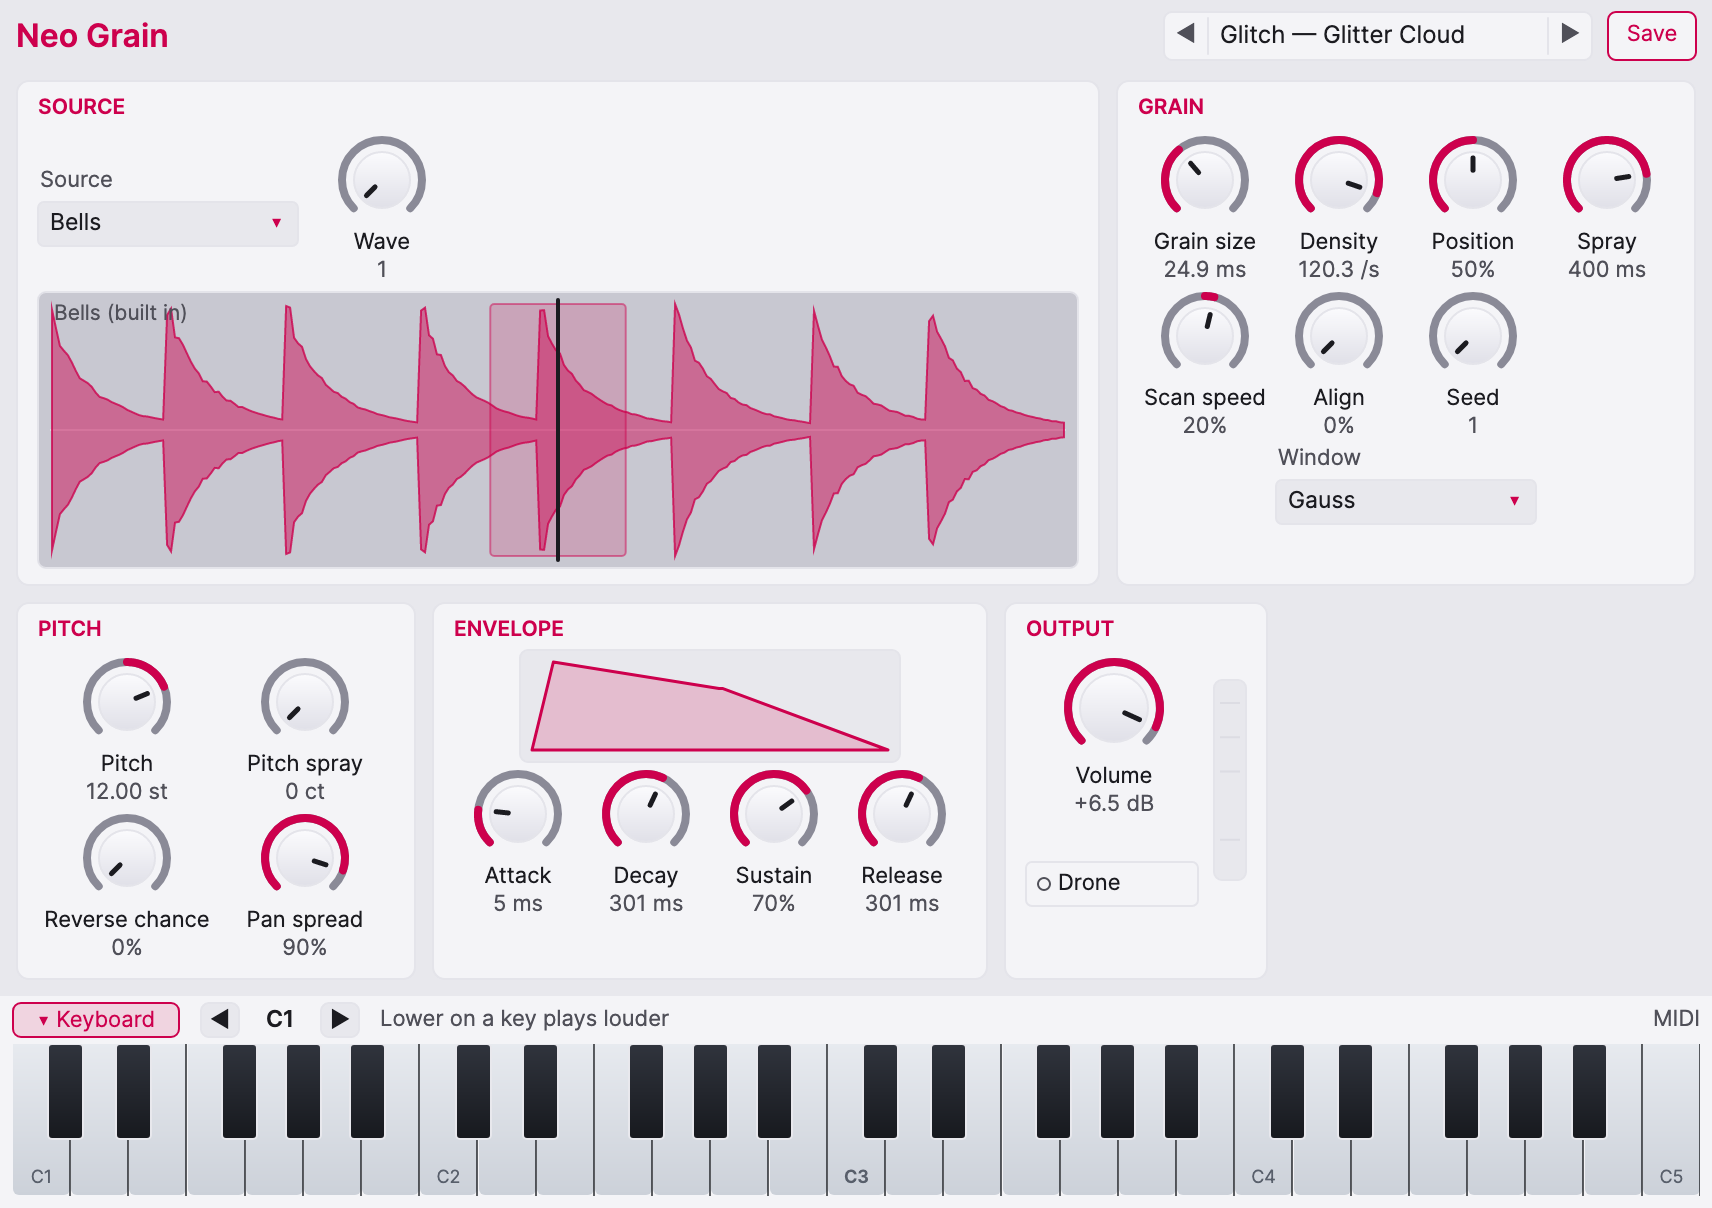 Neo Grain
◀ Glitch — Glitter Cloud ▶ Save
SOURCE
Source
Bells ▼
Wave
1
Bells (built in)
GRAIN
Grain size Density Position Spray
24.9 ms 120.3 /s 50% 400 ms
Scan speed Align Seed
20% 0% 1
Window
Gauss ▼
PITCH
Pitch Pitch spray
12.00 st 0 ct
Reverse chance Pan spread
0% 90%
ENVELOPE
Attack Decay Sustain Release
5 ms 301 ms 70% 301 ms
OUTPUT
Volume
+6.5 dB
Drone
▼ Keyboard ◀ C1 ▶ Lower on a key plays louder MIDI
C1 C2 C3 C4 C5